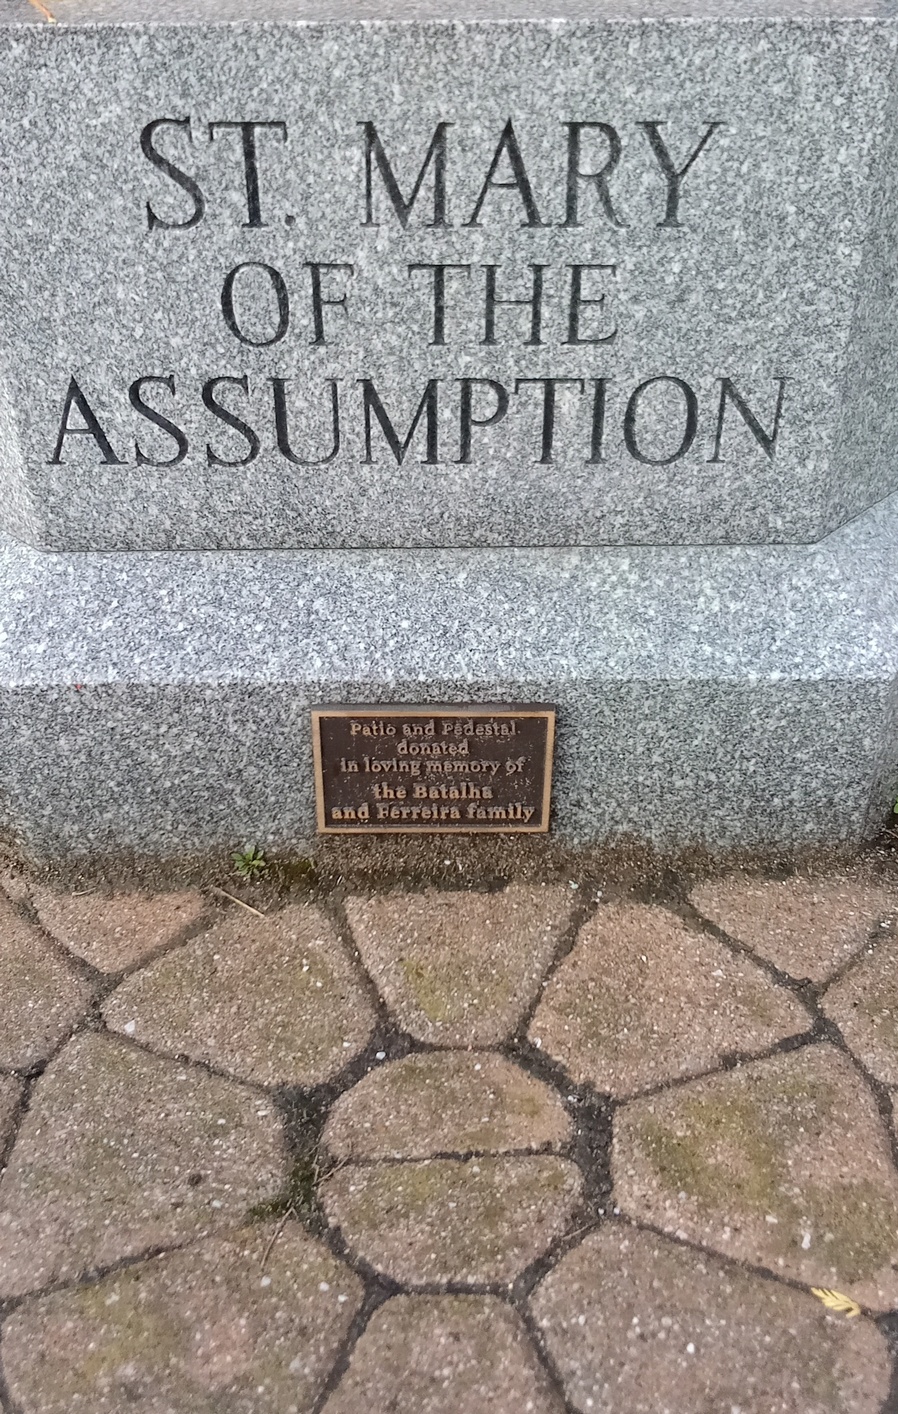 ST. MARY
OF THE
ASSUMPTION
Patio and Pedestal
donated
in loving memory of
the Batalha
and Ferreira family